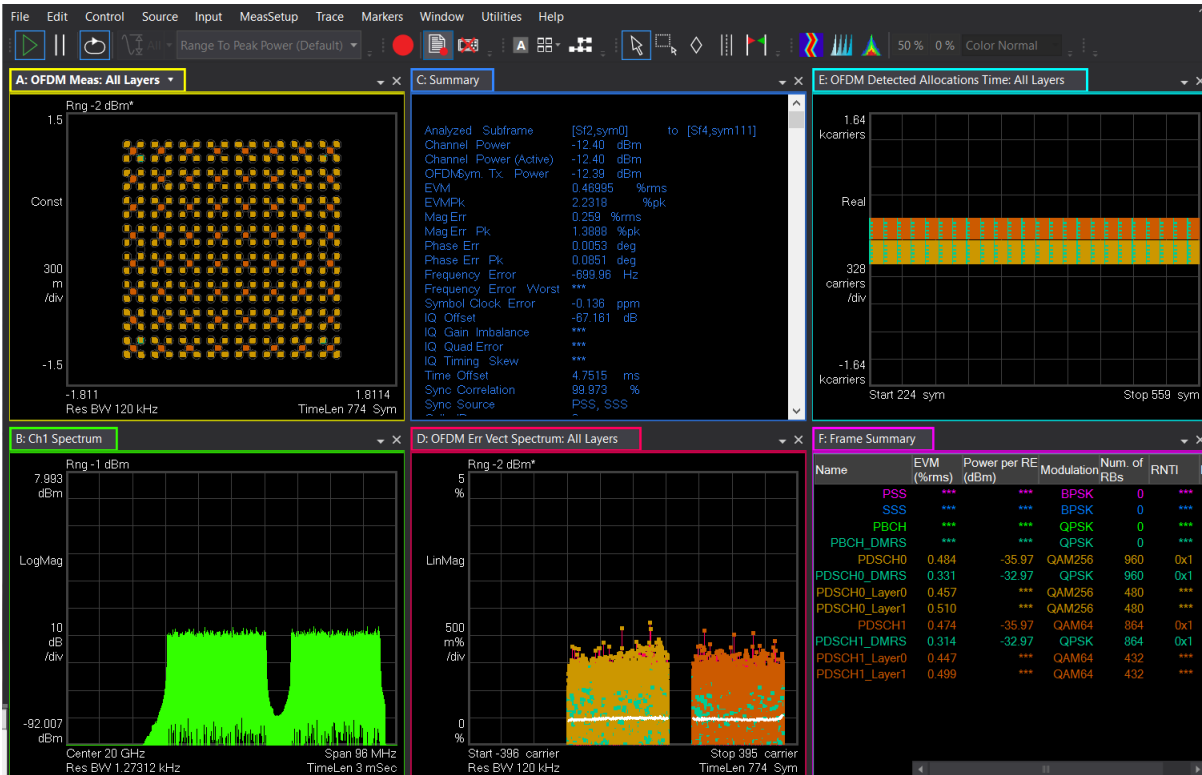 File Edit Control Source Input MeasSetup Trace Markers Window Utilities Help
All Range To Peak Power (Default) A 50 % 0 % Color Normal
A: OFDM Meas: All Layers
Rng -2 dBm*
1.5
Const
300
m
/div
-1.5
-1.811 1.8114
Res BW 120 kHz TimeLen 774 Sym
C: Summary
Analyzed Subframe [Sf2,sym0] to [Sf4,sym111]
Channel Power -12.40 dBm
Channel Power (Active) -12.40 dBm
OFDMSym. Tx. Power -12.39 dBm
EVM 0.46995 %rms
EVMPk 2.2318 %pk
Mag Err 0.259 %rms
Mag Err Pk 1.3888 %pk
Phase Err 0.0053 deg
Phase Err Pk 0.0851 deg
Frequency Error -699.96 Hz
Frequency Error Worst ***
Symbol Clock Error -0.136 ppm
IQ Offset -67.161 dB
IQ Gain Imbalance ***
IQ Quad Error ***
IQ Timing Skew ***
Time Offset 4.7515 ms
Sync Correlation 99.973 %
Sync Source PSS, SSS
E: OFDM Detected Allocations Time: All Layers
1.64
kcarriers
Real
328
carriers
/div
-1.64
kcarriers
Start 224 sym Stop 559 sym
B: Ch1 Spectrum
Rng -1 dBm
7.993
dBm
LogMag
10
dB
/div
-92.007
dBm
Center 20 GHz Span 96 MHz
Res BW 1.27312 kHz TimeLen 3 mSec
D: OFDM Err Vect Spectrum: All Layers
Rng -2 dBm*
5
%
LinMag
500
m%
/div
0
%
Start -396 carrier Stop 395 carrier
Res BW 120 kHz TimeLen 774 Sym
F: Frame Summary
Name EVM (%rms) Power per RE (dBm) Modulation Num. of RBs RNTI
PSS *** *** BPSK 0 ***
SSS *** *** BPSK 0 ***
PBCH *** *** QPSK 0 ***
PBCH_DMRS *** *** QPSK 0 ***
PDSCH0 0.484 -35.97 QAM256 960 0x1
PDSCH0_DMRS 0.331 -32.97 QPSK 960 0x1
PDSCH0_Layer0 0.457 *** QAM256 480 ***
PDSCH0_Layer1 0.510 *** QAM256 480 ***
PDSCH1 0.474 -35.97 QAM64 864 0x1
PDSCH1_DMRS 0.314 -32.97 QPSK 864 0x1
PDSCH1_Layer0 0.447 *** QAM64 432 ***
PDSCH1_Layer1 0.499 *** QAM64 432 ***